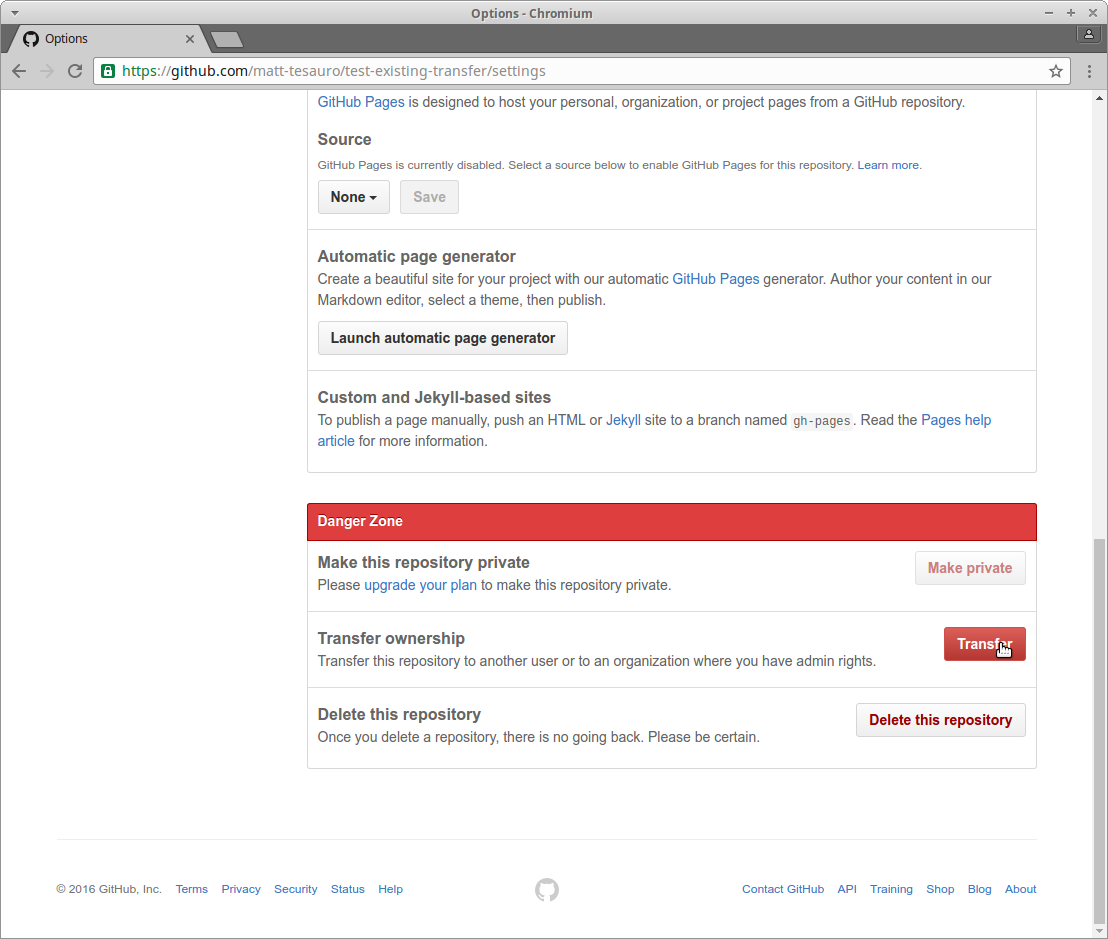 Options - Chromium
Options
https://github.com/matt-tesauro/test-existing-transfer/settings
GitHub Pages is designed to host your personal, organization, or project pages from a GitHub repository.
Source
GitHub Pages is currently disabled. Select a source below to enable GitHub Pages for this repository. Learn more.
None
Save
Automatic page generator
Create a beautiful site for your project with our automatic GitHub Pages generator. Author your content in our
Markdown editor, select a theme, then publish.
Launch automatic page generator
Custom and Jekyll-based sites
To publish a page manually, push an HTML or Jekyll site to a branch named gh-pages. Read the Pages help
article for more information.
Danger Zone
Make this repository private
Please upgrade your plan to make this repository private.
Make private
Transfer ownership
Transfer this repository to another user or to an organization where you have admin rights.
Transfer
Delete this repository
Once you delete a repository, there is no going back. Please be certain.
Delete this repository
© 2016 GitHub, Inc. Terms Privacy Security Status Help
Contact GitHub API Training Shop Blog About